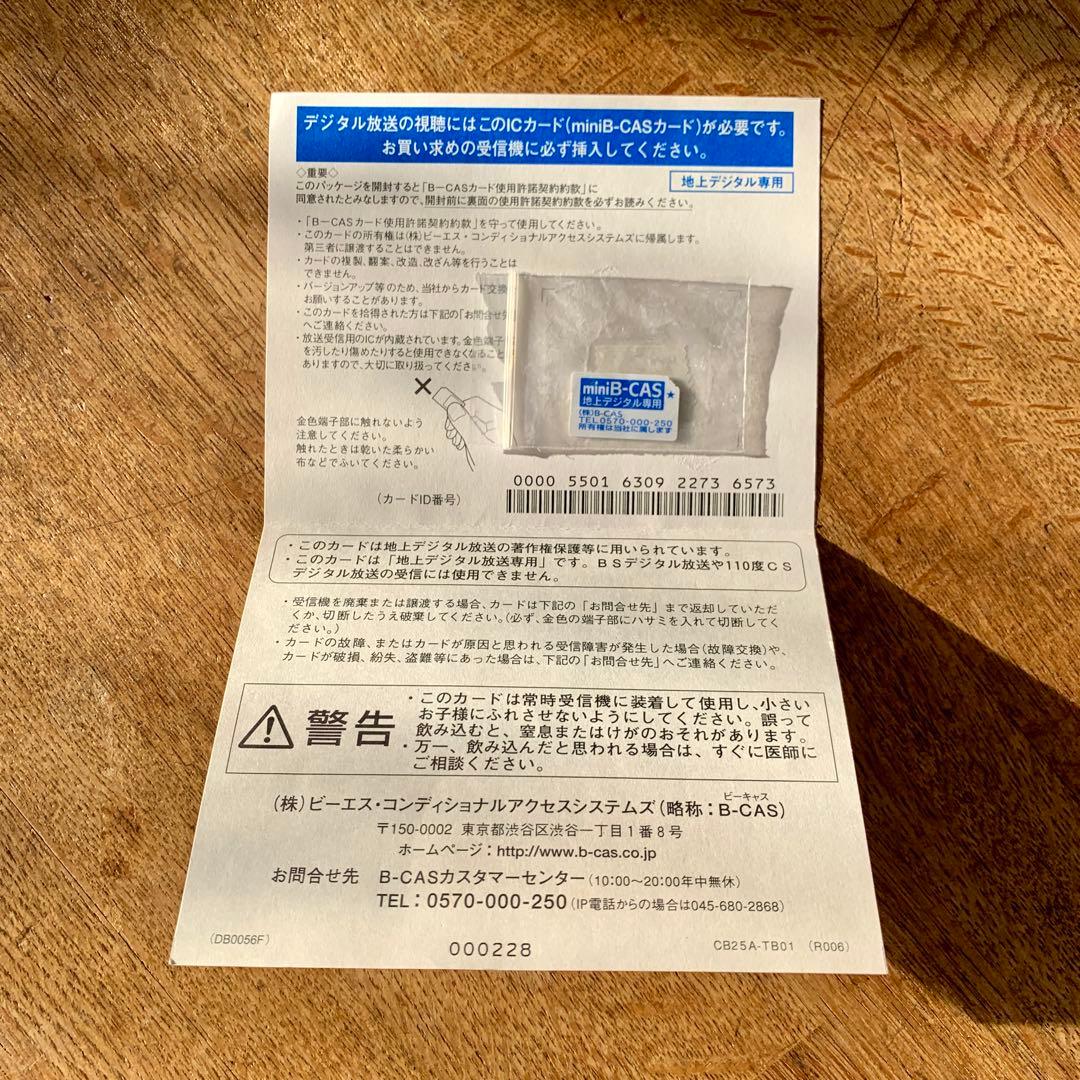 デジタル放送の視聴にはこのICカード(miniB-CASカード)が必要です。
お買い求めの受信機に必ず挿入してください。
◇重要◇
このパッケージを開封すると「B－CASカード使用許諾契約約款」に
同意されたとみなしますので、開封前に裏面の使用許諾契約約款を必ずお読みください。
地上デジタル専用
・「B－CASカード使用許諾契約約款」を守って使用してください。
・このカードの所有権は(株)ビーエス・コンディショナルアクセスシステムズに帰属します。
第三者に譲渡することはできません。
・カードの複製、翻案、改造、改ざん等を行うことは
できません。
・バージョンアップ等のため、当社からカード交換
お願いすることがあります。
・このカードを拾得された方は下記の「お問合せ先
へご連絡ください。
・放送受信用のICが内蔵されています。金色端子
を汚したり傷めたりすると使用できなくなること
ありますので、大切に取り扱ってください。
miniB-CAS
地上デジタル専用
(株)B-CAS
TEL.0570-000-250
所有権は当社に属します
金色端子部に触れないよう
注意してください。
触れたときは乾いた柔らかい
布などでふいてください。
(カードID番号)
0000 5501 6309 2273 6573
・このカードは地上デジタル放送の著作権保護等に用いられています。
・このカードは「地上デジタル放送専用」です。BSデジタル放送や110度CS
デジタル放送の受信には使用できません。
・受信機を廃棄または譲渡する場合、カードは下記の「お問合せ先」まで返却していただ
くか、切断したうえ破棄してください。(必ず、金色の端子部にハサミを入れて切断してく
ださい。)
・カードの故障、またはカードが原因と思われる受信障害が発生した場合(故障交換)や、
カードが破損、紛失、盗難等にあった場合は、下記の「お問合せ先」へご連絡ください。
警告
・このカードは常時受信機に装着して使用し、小さい
お子様にふれさせないようにしてください。誤って
飲み込むと、窒息またはけがのおそれがあります。
・万一、飲み込んだと思われる場合は、すぐに医師に
ご相談ください。
ビーキャス
(株)ビーエス・コンディショナルアクセスシステムズ(略称：B-CAS)
〒150-0002 東京都渋谷区渋谷一丁目1番8号
ホームページ：http://www.b-cas.co.jp
お問合せ先 B-CASカスタマーセンター(10:00～20:00年中無休)
TEL：0570-000-250(IP電話からの場合は045-680-2868)
(DB0056F)
000228
CB25A-TB01 (R006)